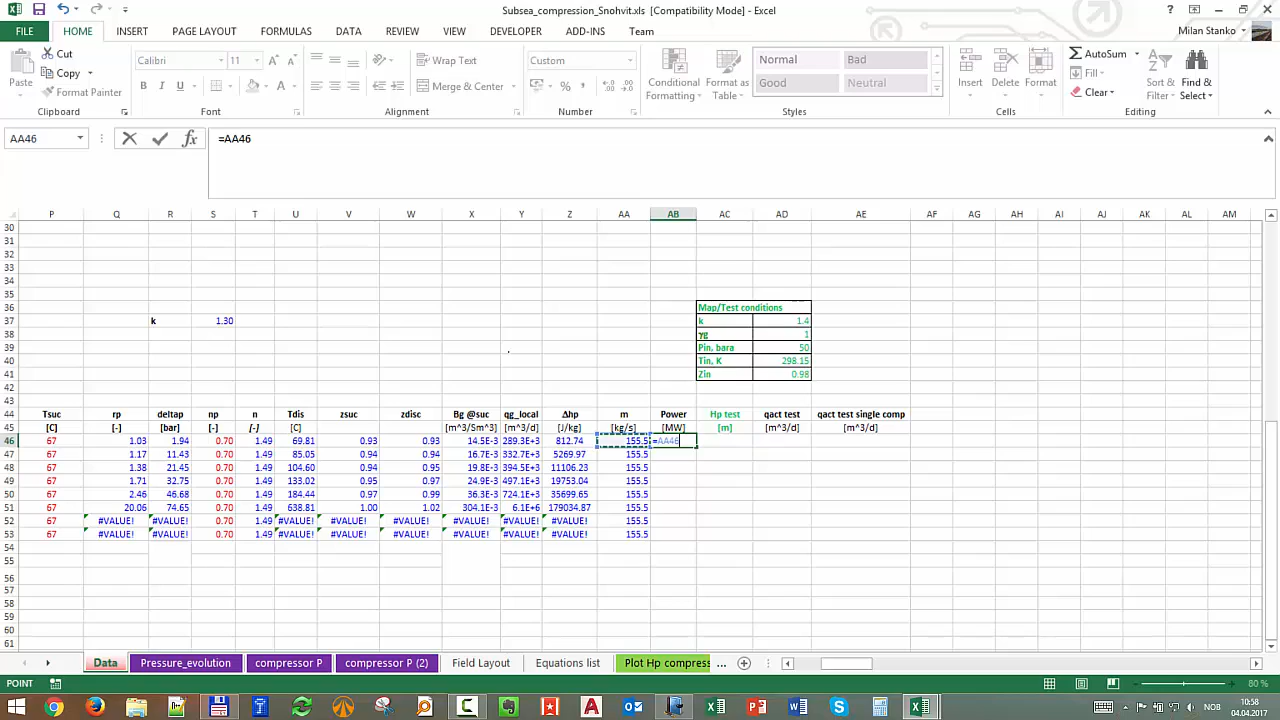 Subsea_compression_Snohvit.xls [Compatibility Mode] - Excel
FILE HOME INSERT PAGE LAYOUT FORMULAS DATA REVIEW VIEW DEVELOPER ADD-INS Team Milan Stanko
Cut
Copy
Format Painter
Paste
Calibri 11
Wrap Text
Merge & Center
Custom
Conditional Formatting
Format as Table
Normal Bad
Good Neutral
Insert Delete Format
AutoSum
Fill
Clear
Sort & Filter
Find & Select
Clipboard Font Alignment Number Styles Cells Editing
AA46 =AA46
P Q R S T U V W X Y Z AA AB AC AD AE AF AG AH AI AJ AK AL AM
30
31
32
33
34
35
36 Map/Test conditions
37 k 1.30 k 1.4
38 γg 1
39 Pin, bara 50
40 Tin, K 298.15
41 Zin 0.98
42
43
44 Tsuc rp deltap np n Tdis zsuc zdisc Bg @suc qg_local Δhp m Power Hp test qact test qact test single comp
45 [C] [-] [bar] [-] [-] [C] [m^3/Sm^3] [m^3/d] [J/kg] [kg/s] [MW] [m] [m^3/d] [m^3/d]
46 67 1.03 1.94 0.70 1.49 69.81 0.93 0.93 14.5E-3 289.3E+3 812.74 155.5 =AA46
47 67 1.17 11.43 0.70 1.49 85.05 0.94 0.94 16.7E-3 332.7E+3 5269.97 155.5
48 67 1.38 21.45 0.70 1.49 104.60 0.94 0.95 19.8E-3 394.5E+3 11106.23 155.5
49 67 1.71 32.75 0.70 1.49 133.02 0.95 0.97 24.9E-3 497.1E+3 19753.04 155.5
50 67 2.46 46.68 0.70 1.49 184.44 0.97 0.99 36.3E-3 724.1E+3 35699.65 155.5
51 67 20.06 74.65 0.70 1.49 638.81 1.00 1.02 304.1E-3 6.1E+6 179034.87 155.5
52 67 #VALUE! #VALUE! 0.70 1.49 #VALUE! #VALUE! #VALUE! #VALUE! #VALUE! #VALUE! 155.5
53 67 #VALUE! #VALUE! 0.70 1.49 #VALUE! #VALUE! #VALUE! #VALUE! #VALUE! #VALUE! 155.5
54
55
56
57
58
59
60
61
Data Pressure_evolution compressor P compressor P (2) Field Layout Equations list Plot Hp compress ...
POINT 80 %
NOB 10:58
04.04.2017